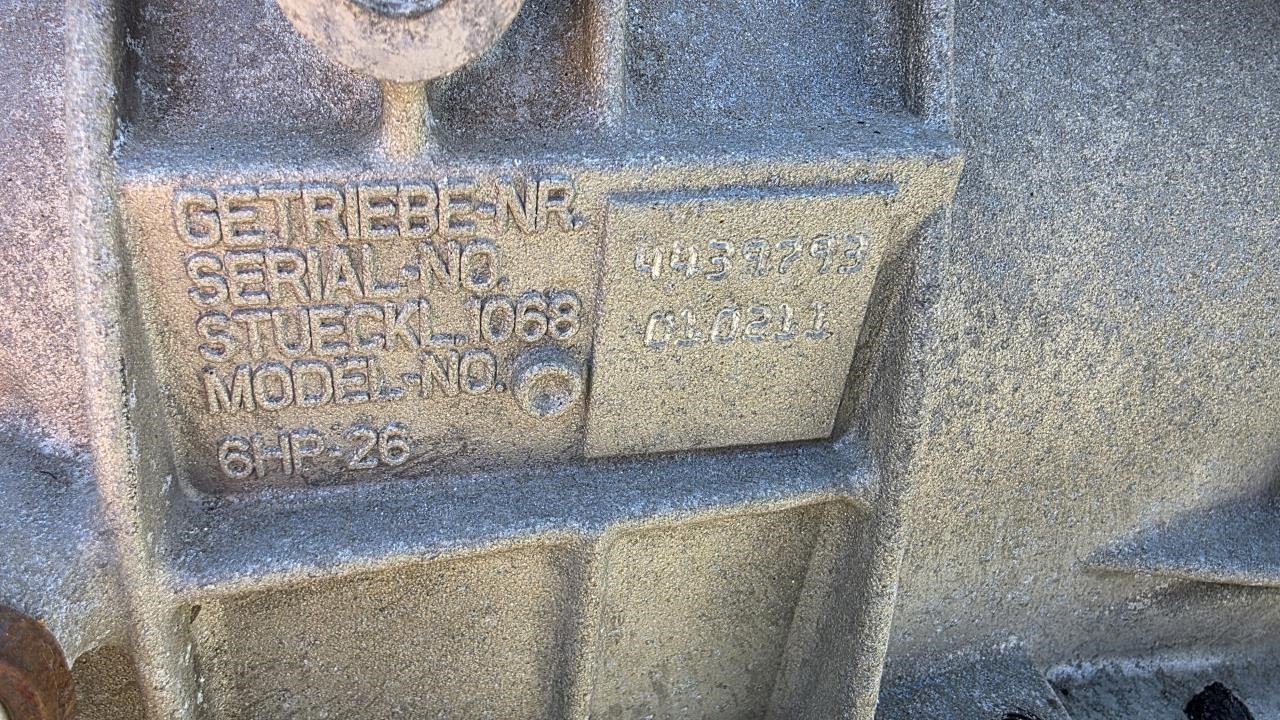 GETRIEBE-NR. 4439793
SERIAL-NO.
STUECKL. 1068 010211
MODEL-NO.
6HP-26